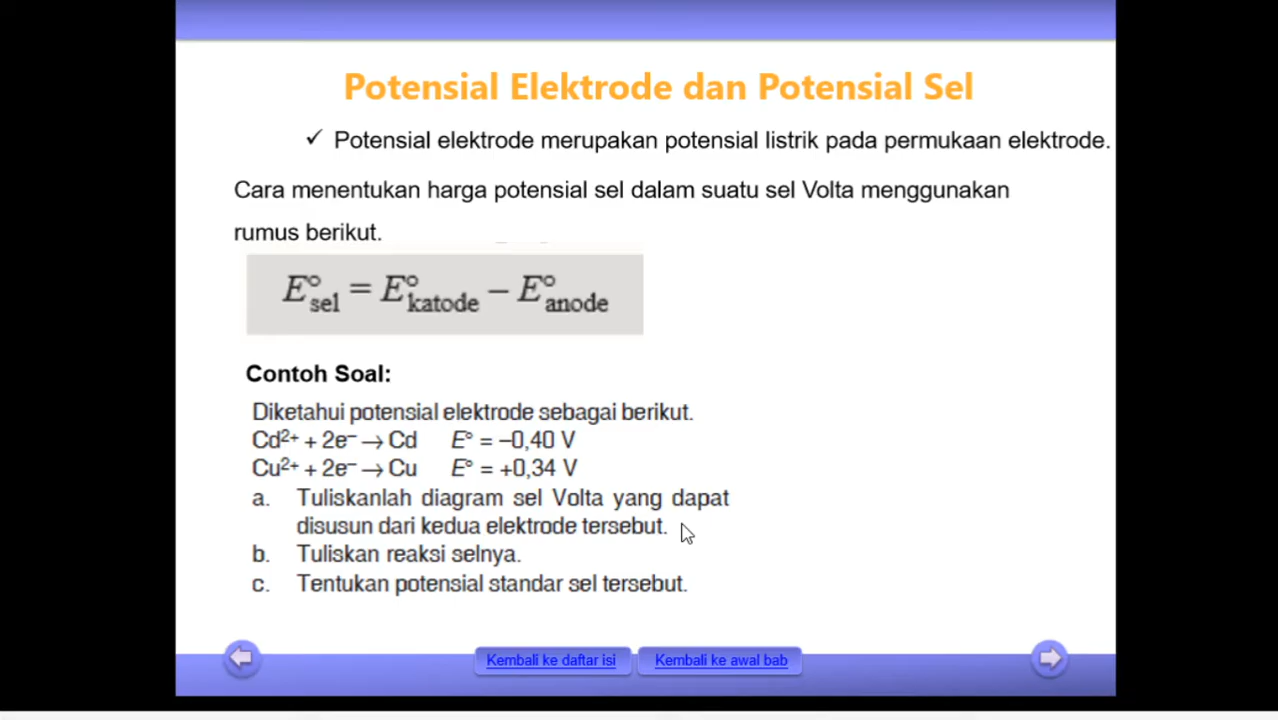 Potensial Elektrode dan Potensial Sel
✓ Potensial elektrode merupakan potensial listrik pada permukaan elektrode.
Cara menentukan harga potensial sel dalam suatu sel Volta menggunakan
rumus berikut.
E°sel = E°katode – E°anode
Contoh Soal:
Diketahui potensial elektrode sebagai berikut.
Cd²⁺ + 2e⁻ → Cd E° = –0,40 V
Cu²⁺ + 2e⁻ → Cu E° = +0,34 V
a. Tuliskanlah diagram sel Volta yang dapat
disusun dari kedua elektrode tersebut.
b. Tuliskan reaksi selnya.
c. Tentukan potensial standar sel tersebut.
Kembali ke daftar isi Kembali ke awal bab